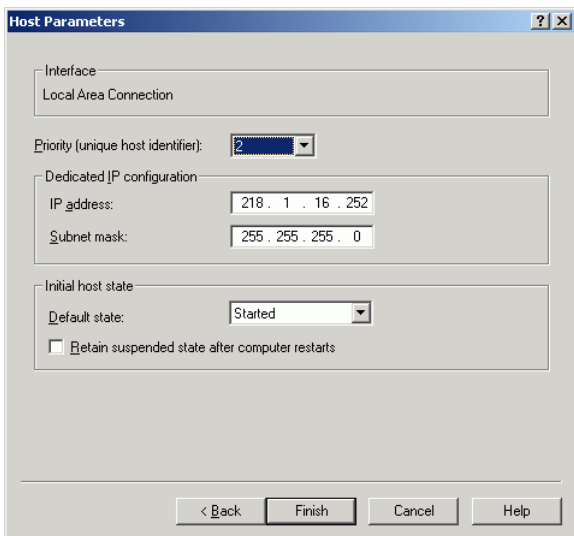 Host Parameters
Interface
Local Area Connection
Priority (unique host identifier): 2
Dedicated IP configuration
IP address: 218 . 1 . 16 . 252
Subnet mask: 255 . 255 . 255 . 0
Initial host state
Default state: Started
Retain suspended state after computer restarts
< Back Finish Cancel Help